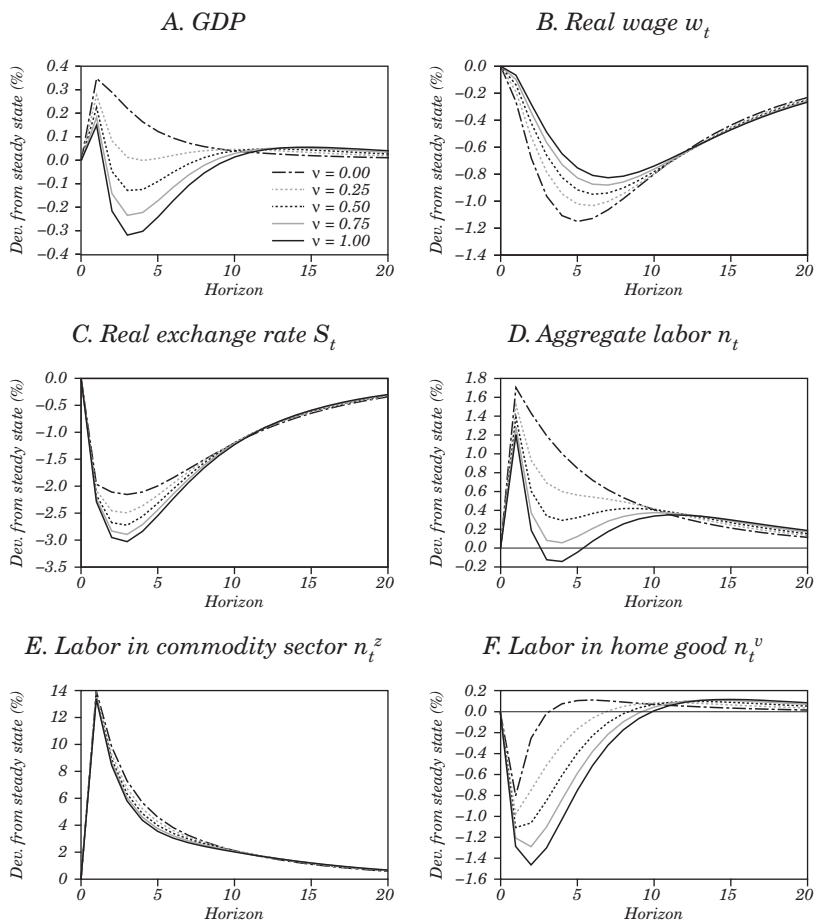 A. GDP
Dev. from steady state (%)
0.4
0.3
0.2
0.1
0.0
−0.1
−0.2
−0.3
−0.4
ν = 0.00
ν = 0.25
ν = 0.50
ν = 0.75
ν = 1.00
0 5 10 15 20
Horizon
B. Real wage w_t
Dev. from steady state (%)
0.0
−0.2
−0.4
−0.6
−0.8
−1.0
−1.2
−1.4
0 5 10 15 20
Horizon
C. Real exchange rate S_t
Dev. from steady state (%)
0.0
−0.5
−1.0
−1.5
−2.0
−2.5
−3.0
−3.5
0 5 10 15 20
Horizon
D. Aggregate labor n_t
Dev. from steady state (%)
1.8
1.6
1.4
1.2
1.0
0.8
0.6
0.4
0.2
0.0
−0.2
0 5 10 15 20
Horizon
E. Labor in commodity sector n_t^z
Dev. from steady state (%)
14
12
10
8
6
4
2
0
0 5 10 15 20
Horizon
F. Labor in home good n_t^v
Dev. from steady state (%)
0.2
0.0
−0.2
−0.4
−0.6
−0.8
−1.0
−1.2
−1.4
−1.6
0 5 10 15 20
Horizon